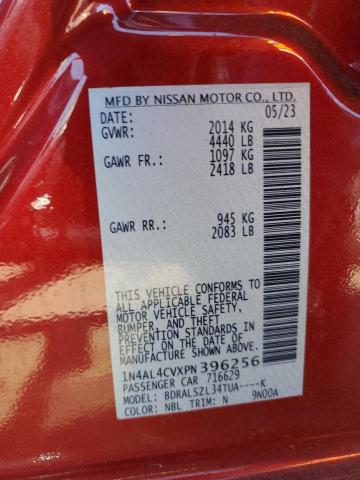 MFD BY NISSAN MOTOR CO., LTD.
DATE: 05/23
GVWR: 2014 KG
4440 LB
GAWR FR.: 1097 KG
2418 LB
GAWR RR.: 945 KG
2083 LB
THIS VEHICLE CONFORMS TO
ALL APPLICABLE FEDERAL
MOTOR VEHICLE SAFETY,
BUMPER, AND THEFT
PREVENTION STANDARDS IN
EFFECT ON THE DATE OF
MANUFACTURE SHOWN ABOVE.
1N4AL4CVXPN396256
PASSENGER CAR 716629
MODEL: BDRALSZL34TUA----K
COLOR: NBL TRIM: N 9N00A